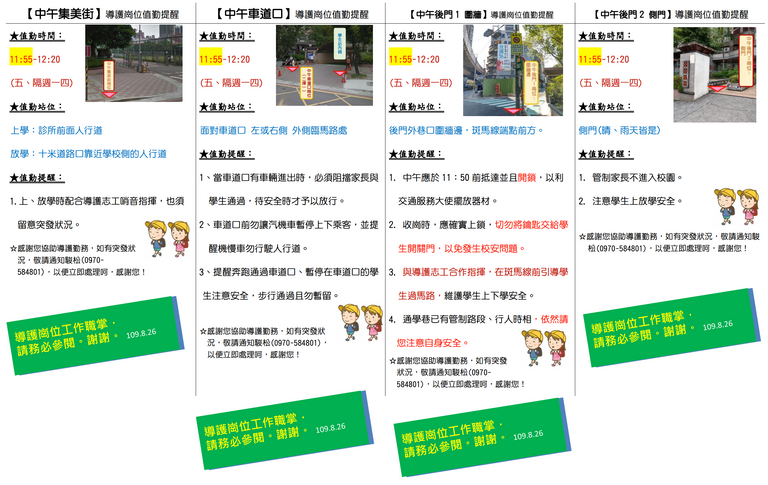 【中午集美街】導護崗位值勤提醒
★值勤時間：
11:55-12:20
(五、隔週一四)
★值勤站位：
上學：診所前面人行道
放學：十米道路口靠近學校側的人行道
★值勤提醒：
1.上、放學時配合導護志工哨音指揮，也須
留意突發狀況。
☆感謝您協助導護勤務，如有突發狀
況，敬請通知駿松(0970-
584801)，以便立即處理呵，感謝您！
導護崗位工作職掌，
請務必參閱。謝謝。 109.8.26
【中午車道口】導護崗位值勤提醒
★值勤時間：
11:55-12:20
(五、隔週一四)
★值勤站位：
面對車道口 左或右側 外側臨馬路處
★值勤提醒：
1、當車道口有車輛進出時，必須阻擋家長與
學生通過，待安全時才予以放行。
2、車道口前勿讓汽機車暫停上下乘客，並提
醒機慢車勿行駛人行道。
3、提醒奔跑通過車道口、暫停在車道口的學
生注意安全，步行通過且勿暫留。
☆感謝您協助導護勤務，如有突發
狀況，敬請通知駿松(0970-584801)，
以便立即處理呵，感謝您！
導護崗位工作職掌，
請務必參閱。謝謝。 109.8.26
【中午後門1 圍牆】導護崗位值勤提醒
★值勤時間：
11:55-12:20
(五、隔週一四)
★值勤站位：
後門外巷口圍牆邊，斑馬線端點前方。
★值勤提醒：
1. 中午應於 11：50 前抵達並且開鎖，以利
交通服務大使擺放器材。
2. 收崗時，應確實上鎖，切勿將鑰匙交給學
生開關門，以免發生校安問題。
3. 與導護志工合作指揮，在斑馬線前引導學
生過馬路，維護學生上下學安全。
4. 通學巷已有管制路段、行人時相，依然請
您注意自身安全。
☆感謝您協助導護勤務，如有突發
狀況，敬請通知駿松(0970-
584801)，以便立即處理呵，感謝您！
導護崗位工作職掌，
請務必參閱。謝謝。 109.8.26
【中午後門2 側門】導護崗位值勤提醒
★值勤時間：
11:55-12:20
(五、隔週一四)
★值勤站位：
側門(晴、雨天皆是)
★值勤提醒：
1. 管制家長不進入校園。
2. 注意學生上放學安全。
☆感謝您協助導護勤務，如有突發狀況，敬請通知駿
松(0970-584801)，以便立即處理呵，感謝您！
導護崗位工作職掌，
請務必參閱。謝謝。 109.8.26